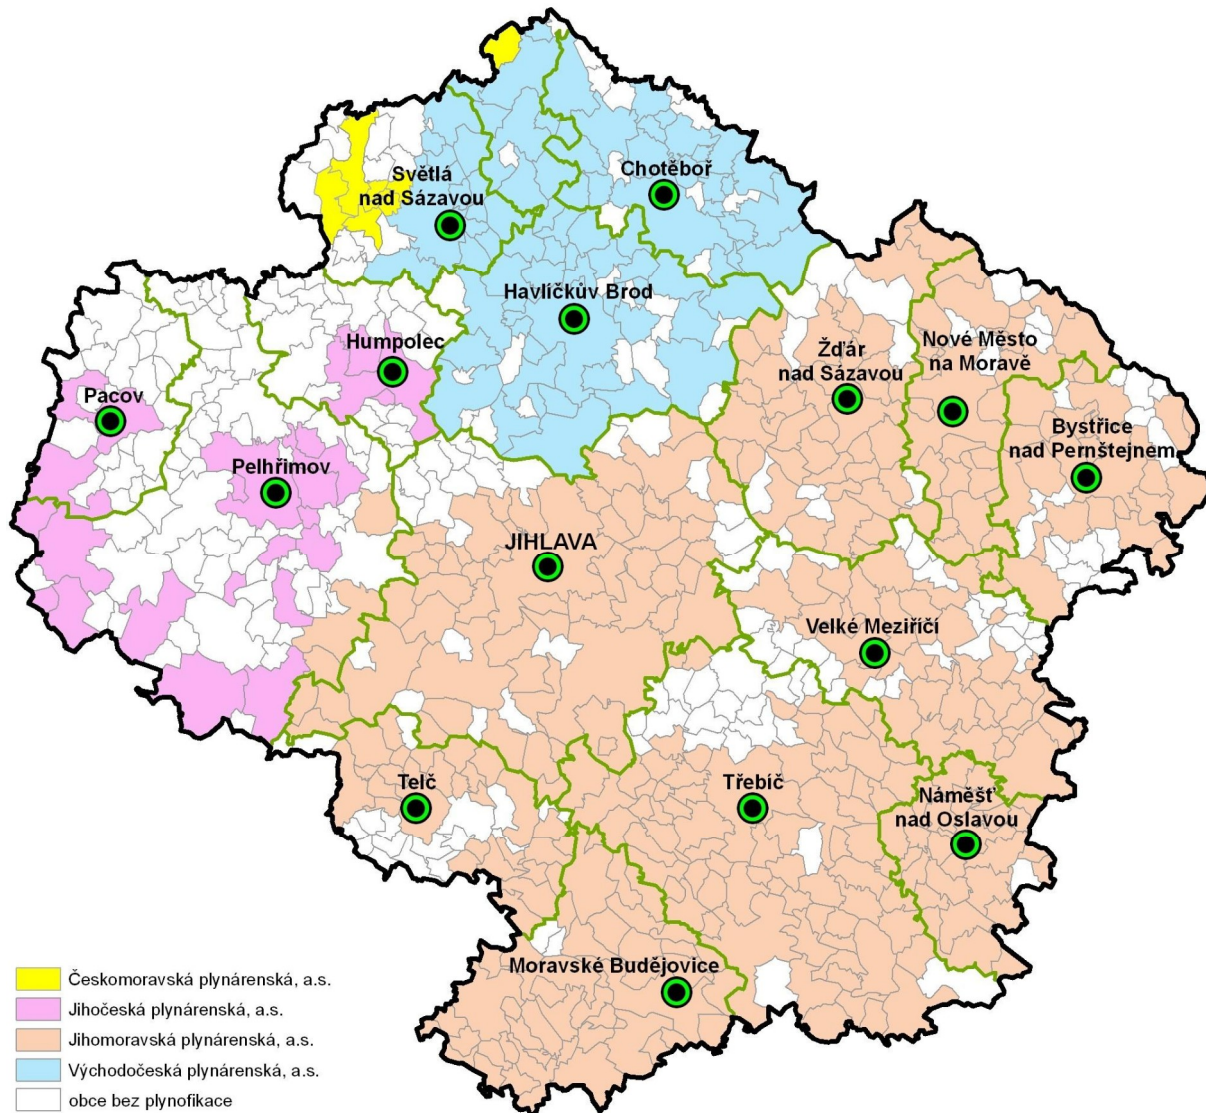 Chotěboř
Světlá
nad Sázavou
Havlíčkův Brod
Humpolec
Žďár
nad Sázavou
Nové Město
na Moravě
Pacov
Bystřice
nad Pernštejnem
Pelhřimov
JIHLAVA
Velké Meziříčí
Telč
Třebíč
Náměšť
nad Oslavou
Moravské Budějovice
Českomoravská plynárenská, a.s.
Jihočeská plynárenská, a.s.
Jihomoravská plynárenská, a.s.
Východočeská plynárenská, a.s.
obce bez plynofikace